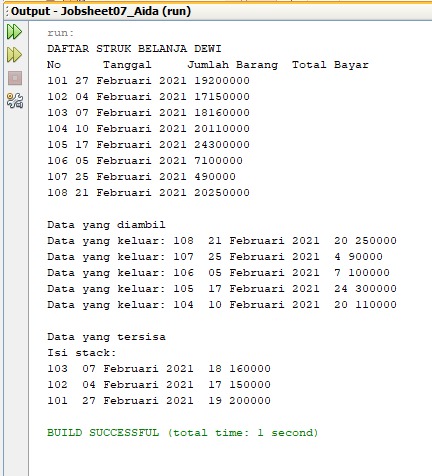 Output - Jobsheet07_Aida (run)
run:
DAFTAR STRUK BELANJA DEWI
No Tanggal Jumlah Barang Total Bayar
101 27 Februari 2021 19200000
102 04 Februari 2021 17150000
103 07 Februari 2021 18160000
104 10 Februari 2021 20110000
105 17 Februari 2021 24300000
106 05 Februari 2021 7100000
107 25 Februari 2021 490000
108 21 Februari 2021 20250000
Data yang diambil
Data yang keluar: 108 21 Februari 2021 20 250000
Data yang keluar: 107 25 Februari 2021 4 90000
Data yang keluar: 106 05 Februari 2021 7 100000
Data yang keluar: 105 17 Februari 2021 24 300000
Data yang keluar: 104 10 Februari 2021 20 110000
Data yang tersisa
Isi stack:
103 07 Februari 2021 18 160000
102 04 Februari 2021 17 150000
101 27 Februari 2021 19 200000
BUILD SUCCESSFUL (total time: 1 second)